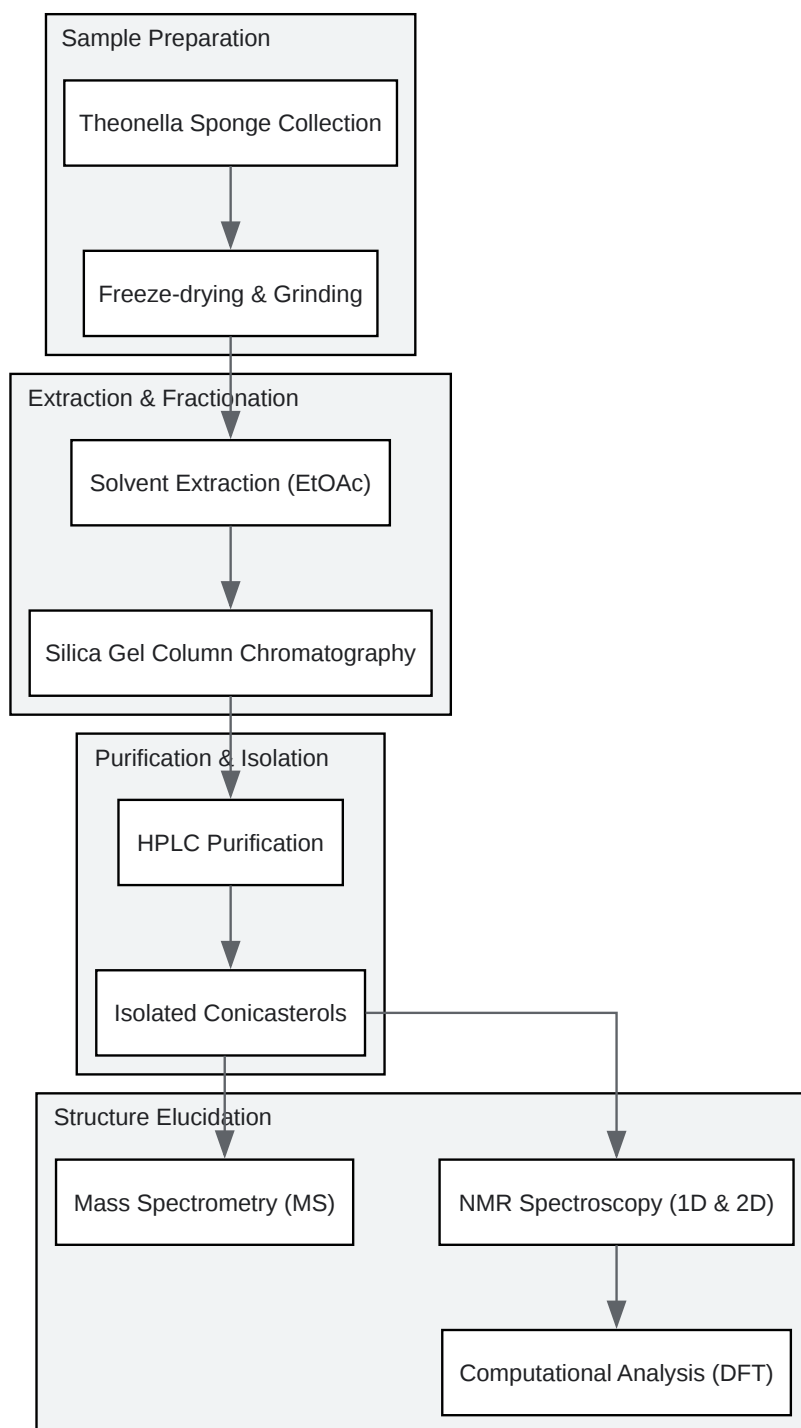 Sample Preparation
Theonella Sponge Collection
Freeze-drying & Grinding
Extraction & Fractionation
Solvent Extraction (EtOAc)
Silica Gel Column Chromatography
Purification & Isolation
HPLC Purification
Isolated Conicasterols
Structure Elucidation
Mass Spectrometry (MS)
NMR Spectroscopy (1D & 2D)
Computational Analysis (DFT)